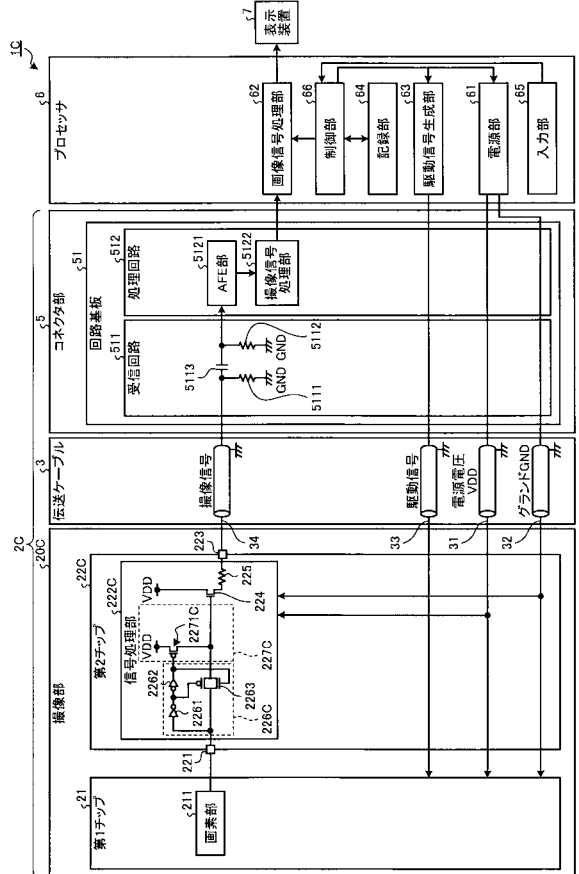 1C
2C
20C
撮像部
21
第1チップ
211
画素部
221
22C
第2チップ
222C
信号処理部
VDD
VDD
2261
2262
2263
226C
2271C
227C
224
225
223
3
伝送ケーブル
撮像信号
34
駆動信号
33
電源電圧
VDD
31
グランドGND
32
5
コネクタ部
51
回路基板
511
受信回路
5113
GND
GND
5111
5112
512
処理回路
5121
AFE部
5122
撮像信号
処理部
6
プロセッサ
62
画像信号処理部
66
制御部
64
記録部
63
駆動信号生成部
61
電源部
65
入力部
7
表示
装置